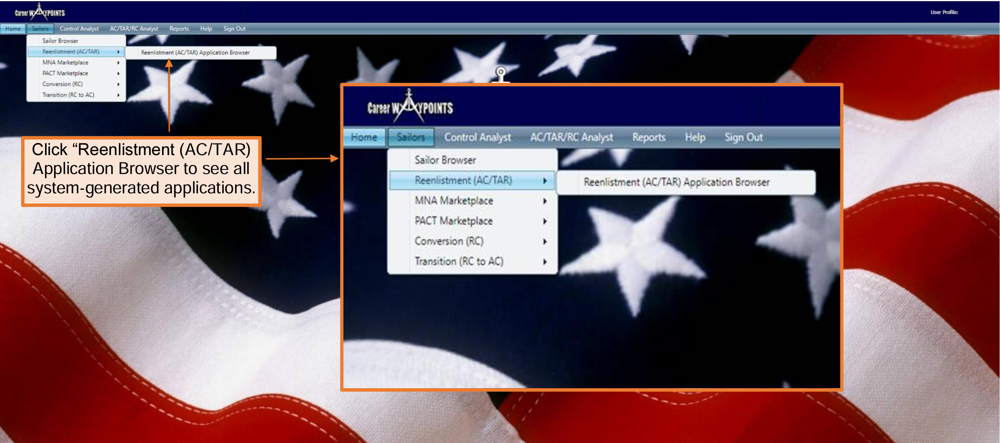 Career WAYPOINTS
User Profile:
Home Sailors Control Analyst AC/TAR/RC Analyst Reports Help Sign Out
Sailor Browser
Reenlistment (AC/TAR)
Reenlistment (AC/TAR) Application Browser
MNA Marketplace
PACT Marketplace
Conversion (RC)
Transition (RC to AC)
Click “Reenlistment (AC/TAR)
Application Browser to see all
system-generated applications.
Career WAYPOINTS
Home Sailors Control Analyst AC/TAR/RC Analyst Reports Help Sign Out
Sailor Browser
Reenlistment (AC/TAR)
Reenlistment (AC/TAR) Application Browser
MNA Marketplace
PACT Marketplace
Conversion (RC)
Transition (RC to AC)